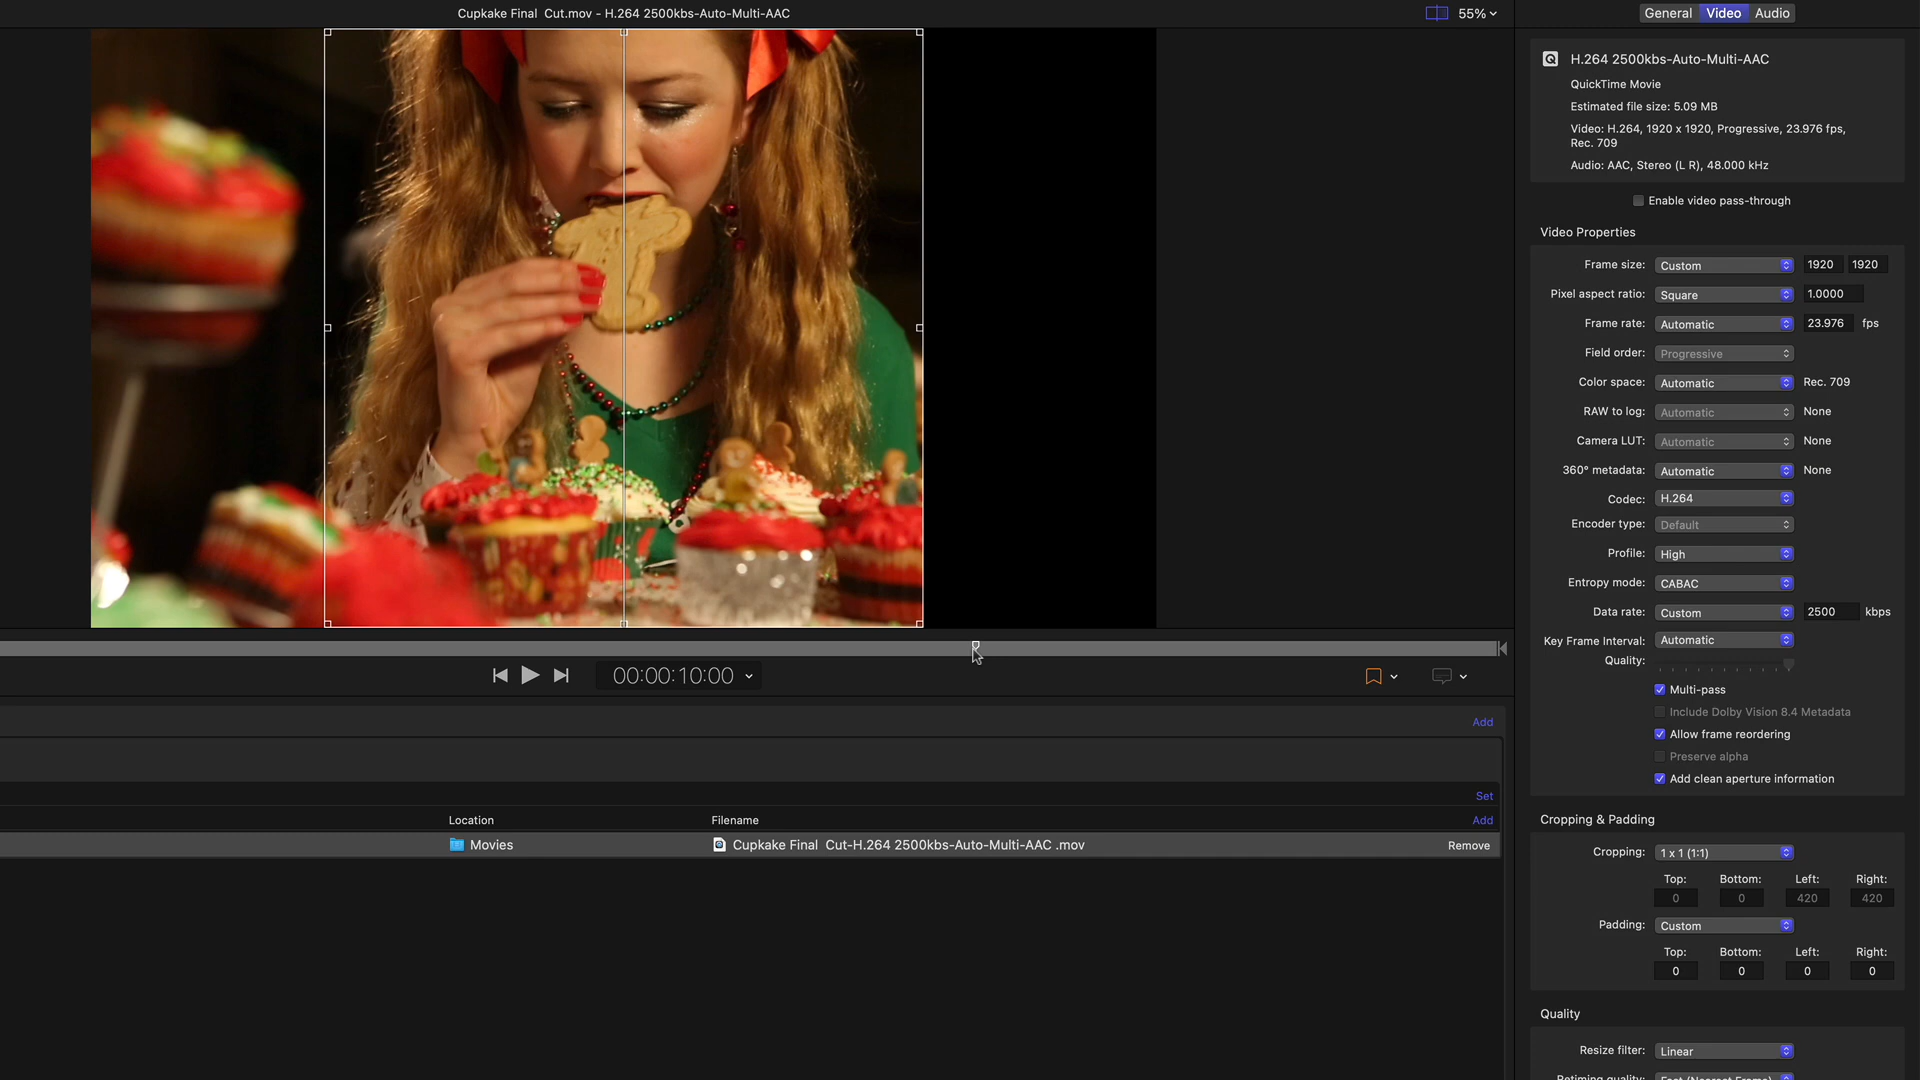 Cupkake Final  Cut.mov - H.264 2500kbs-Auto-Multi-AAC
55%
General Video Audio
H.264 2500kbs-Auto-Multi-AAC
QuickTime Movie
Estimated file size: 5.09 MB
Video: H.264, 1920 x 1920, Progressive, 23.976 fps,
Rec. 709
Audio: AAC, Stereo (L R), 48.000 kHz
Enable video pass-through
Video Properties
Frame size: Custom 1920 1920
Pixel aspect ratio: Square 1.0000
Frame rate: Automatic 23.976 fps
Field order: Progressive
Color space: Automatic Rec. 709
RAW to log: Automatic None
Camera LUT: Automatic None
360° metadata: Automatic None
Codec: H.264
Encoder type: Default
Profile: High
Entropy mode: CABAC
Data rate: Custom 2500 kbps
Key Frame Interval: Automatic
Quality:
Multi-pass
Include Dolby Vision 8.4 Metadata
Allow frame reordering
Preserve alpha
Add clean aperture information
Cropping & Padding
Cropping: 1 x 1 (1:1)
Top: Bottom: Left: Right:
0 0 420 420
Padding: Custom
Top: Bottom: Left: Right:
0 0 0 0
Quality
Resize filter: Linear
Retiming quality: Fast (Nearest Frame)
00:00:10:00
Add
Set
Location Filename Add
Movies Cupkake Final  Cut-H.264 2500kbs-Auto-Multi-AAC .mov Remove